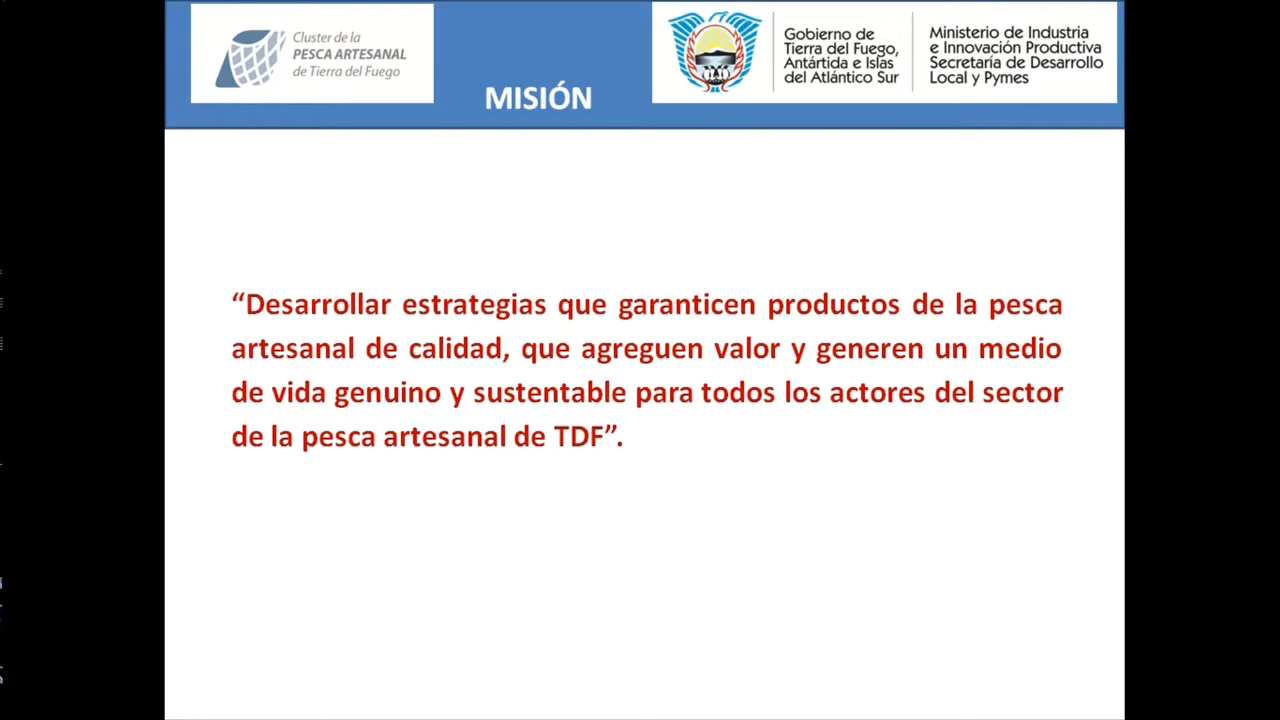 Cluster de la
PESCA ARTESANAL
de Tierra del Fuego
MISIÓN
Gobierno de
Tierra del Fuego,
Antártida e Islas
del Atlántico Sur
Ministerio de Industria
e Innovación Productiva
Secretaría de Desarrollo
Local y Pymes
“Desarrollar estrategias que garanticen productos de la pesca
artesanal de calidad, que agreguen valor y generen un medio
de vida genuino y sustentable para todos los actores del sector
de la pesca artesanal de TDF”.